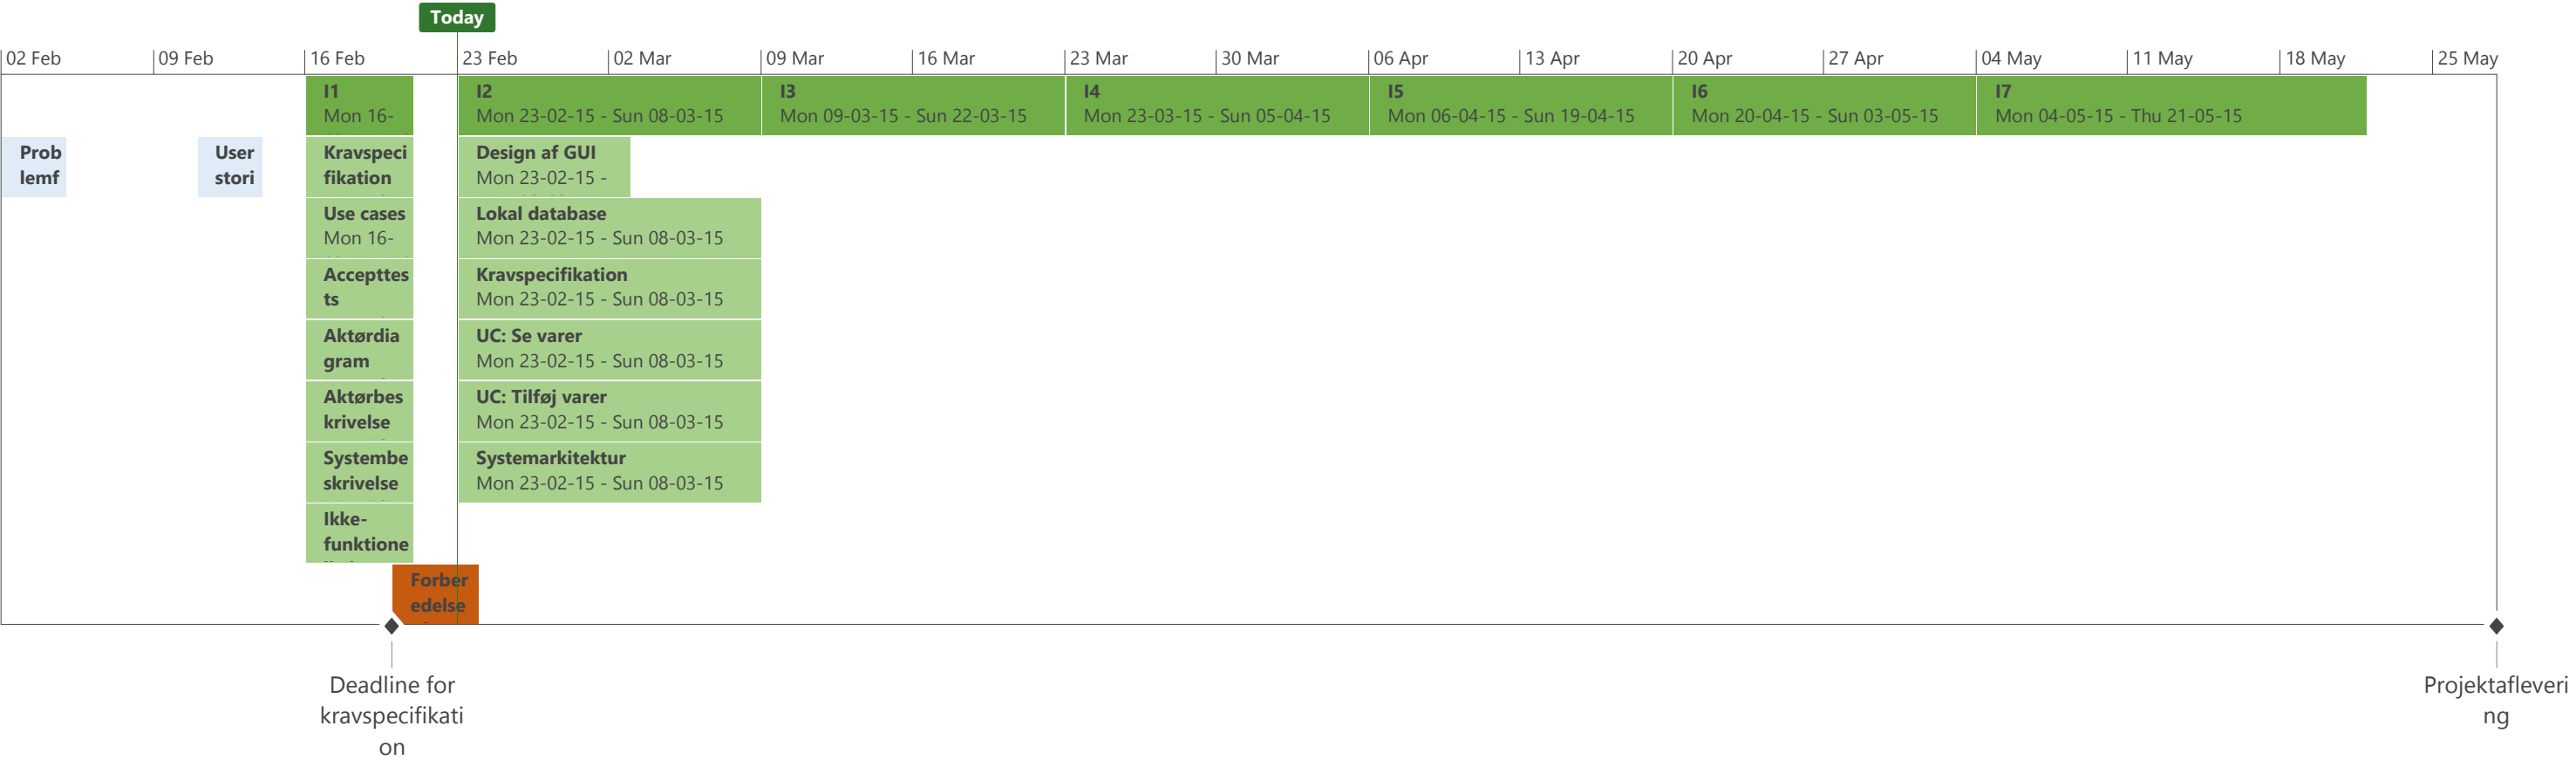 Today
02 Feb
09 Feb
16 Feb
23 Feb
02 Mar
09 Mar
16 Mar
23 Mar
30 Mar
06 Apr
13 Apr
20 Apr
27 Apr
04 May
11 May
18 May
25 May
I1
Mon 16-
I2
Mon 23-02-15 - Sun 08-03-15
I3
Mon 09-03-15 - Sun 22-03-15
I4
Mon 23-03-15 - Sun 05-04-15
I5
Mon 06-04-15 - Sun 19-04-15
I6
Mon 20-04-15 - Sun 03-05-15
I7
Mon 04-05-15 - Thu 21-05-15
Prob
lemf
User
stori
Kravspeci
fikation
Design af GUI
Mon 23-02-15 -
Use cases
Mon 16-
Lokal database
Mon 23-02-15 - Sun 08-03-15
Accepttes
ts
Kravspecifikation
Mon 23-02-15 - Sun 08-03-15
Aktørdia
gram
UC: Se varer
Mon 23-02-15 - Sun 08-03-15
Aktørbes
krivelse
UC: Tilføj varer
Mon 23-02-15 - Sun 08-03-15
Systembe
skrivelse
Systemarkitektur
Mon 23-02-15 - Sun 08-03-15
Ikke-
funktione
Forber
edelse
Deadline for
kravspecifikati
on
Projektafleveri
ng